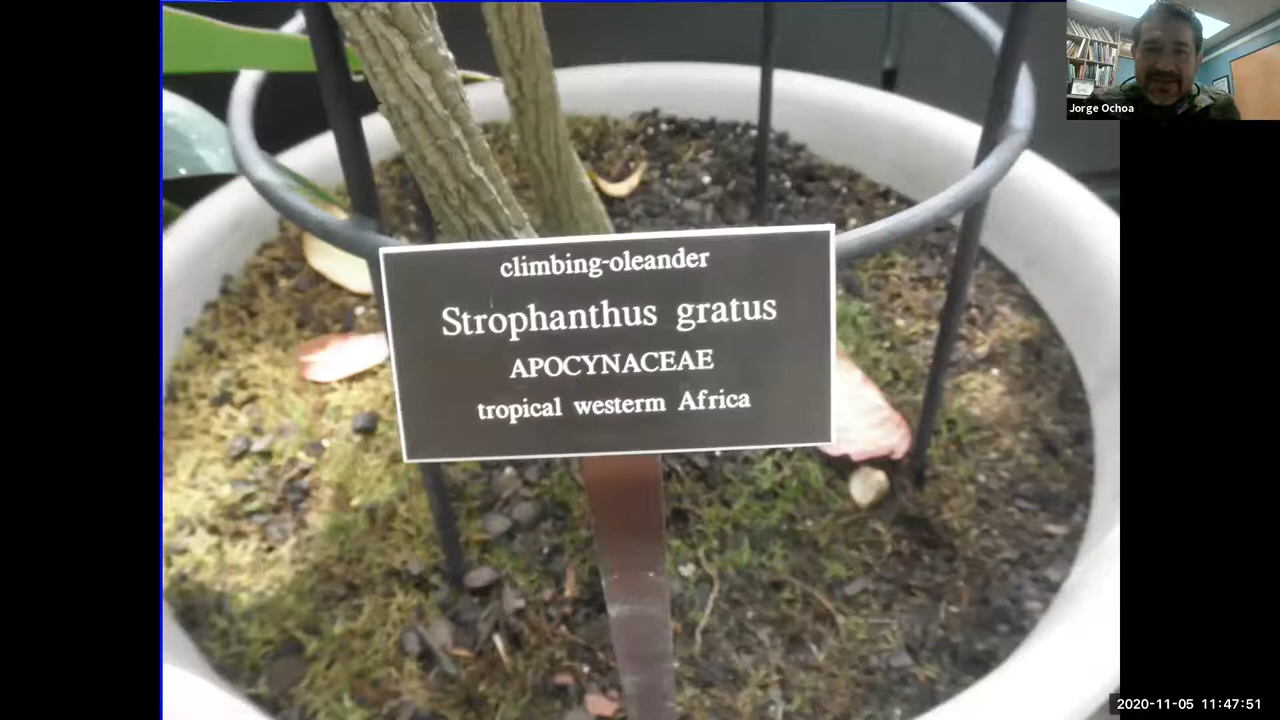 Jorge Ochoa
climbing-oleander
Strophanthus gratus
APOCYNACEAE
tropical westerm Africa
2020-11-05 11:47:51